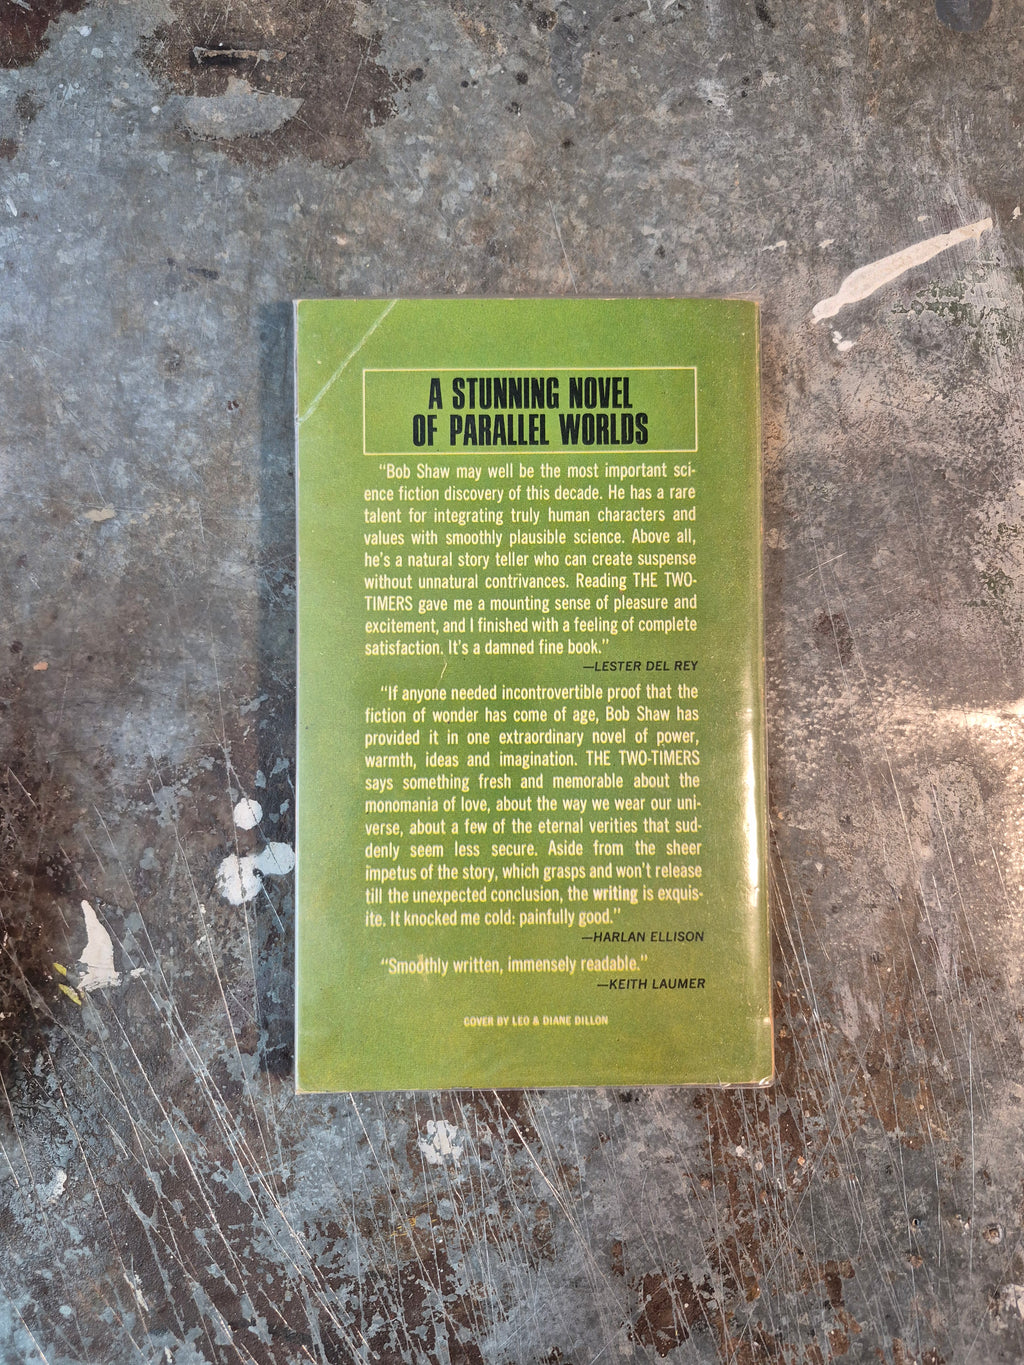 A STUNNING NOVEL
OF PARALLEL WORLDS
“Bob Shaw may well be the most important sci-
ence fiction discovery of this decade. He has a rare
talent for integrating truly human characters and
values with smoothly plausible science. Above all,
he’s a natural story teller who can create suspense
without unnatural contrivances. Reading THE TWO-
TIMERS gave me a mounting sense of pleasure and
excitement, and I finished with a feeling of complete
satisfaction. It’s a damned fine book.”
—LESTER DEL REY
“If anyone needed incontrovertible proof that the
fiction of wonder has come of age, Bob Shaw has
provided it in one extraordinary novel of power,
warmth, ideas and imagination. THE TWO-TIMERS
says something fresh and memorable about the
monomania of love, about the way we wear our uni-
verse, about a few of the eternal verities that sud-
denly seem less secure. Aside from the sheer
impetus of the story, which grasps and won’t release
till the unexpected conclusion, the writing is exquis-
ite. It knocked me cold: painfully good.”
—HARLAN ELLISON
“Smoothly written, immensely readable.”
—KEITH LAUMER
COVER BY LEO & DIANE DILLON